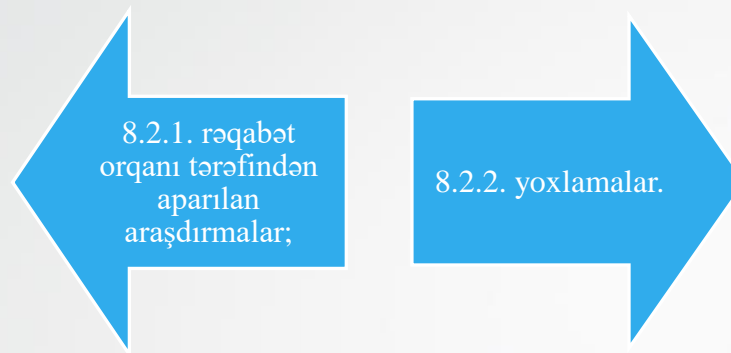 8.2.1. rəqabət
orqanı tərəfindən
aparılan
araşdırmalar;
8.2.2. yoxlamalar.